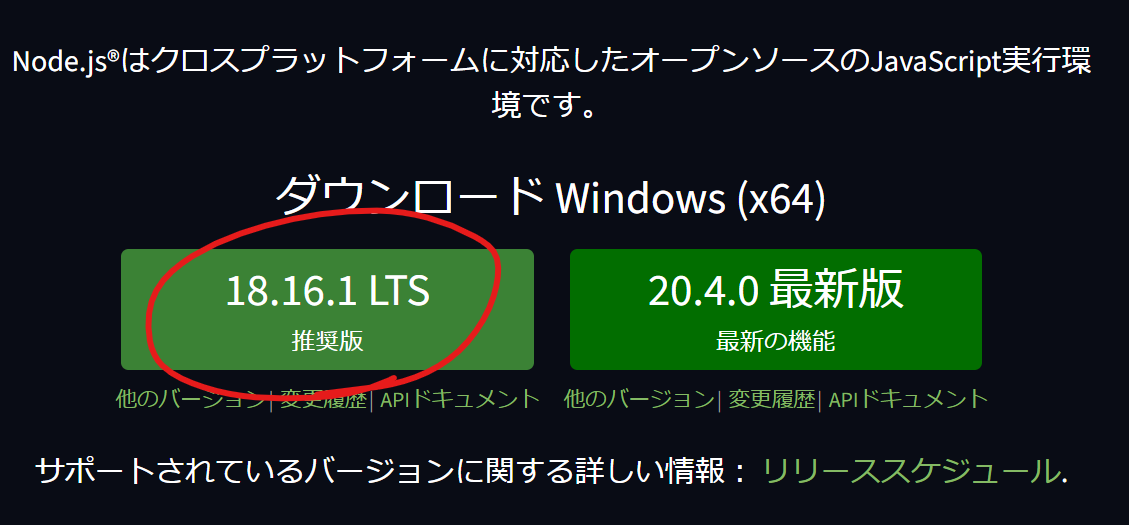 Node.js®はクロスプラットフォームに対応したオープンソースのJavaScript実行環
境です。
ダウンロード Windows (x64)
18.16.1 LTS
推奨版
20.4.0 最新版
最新の機能
他のバージョン| 変更履歴| APIドキュメント
他のバージョン| 変更履歴| APIドキュメント
サポートされているバージョンに関する詳しい情報： リリーススケジュール.